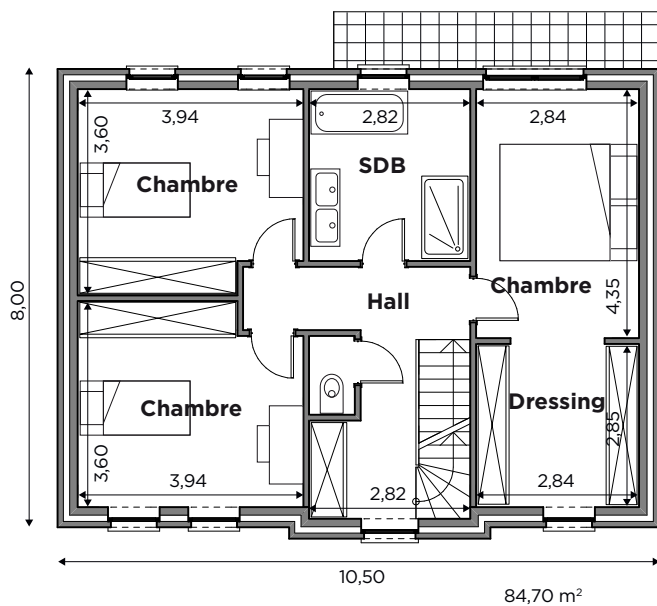 3,94
2,82
2,84
3,60
SDB
Chambre
Chambre
4,35
Hall
8,00
Chambre
Dressing
2,85
3,60
3,94
2,82
2,84
10,50
84,70 m²